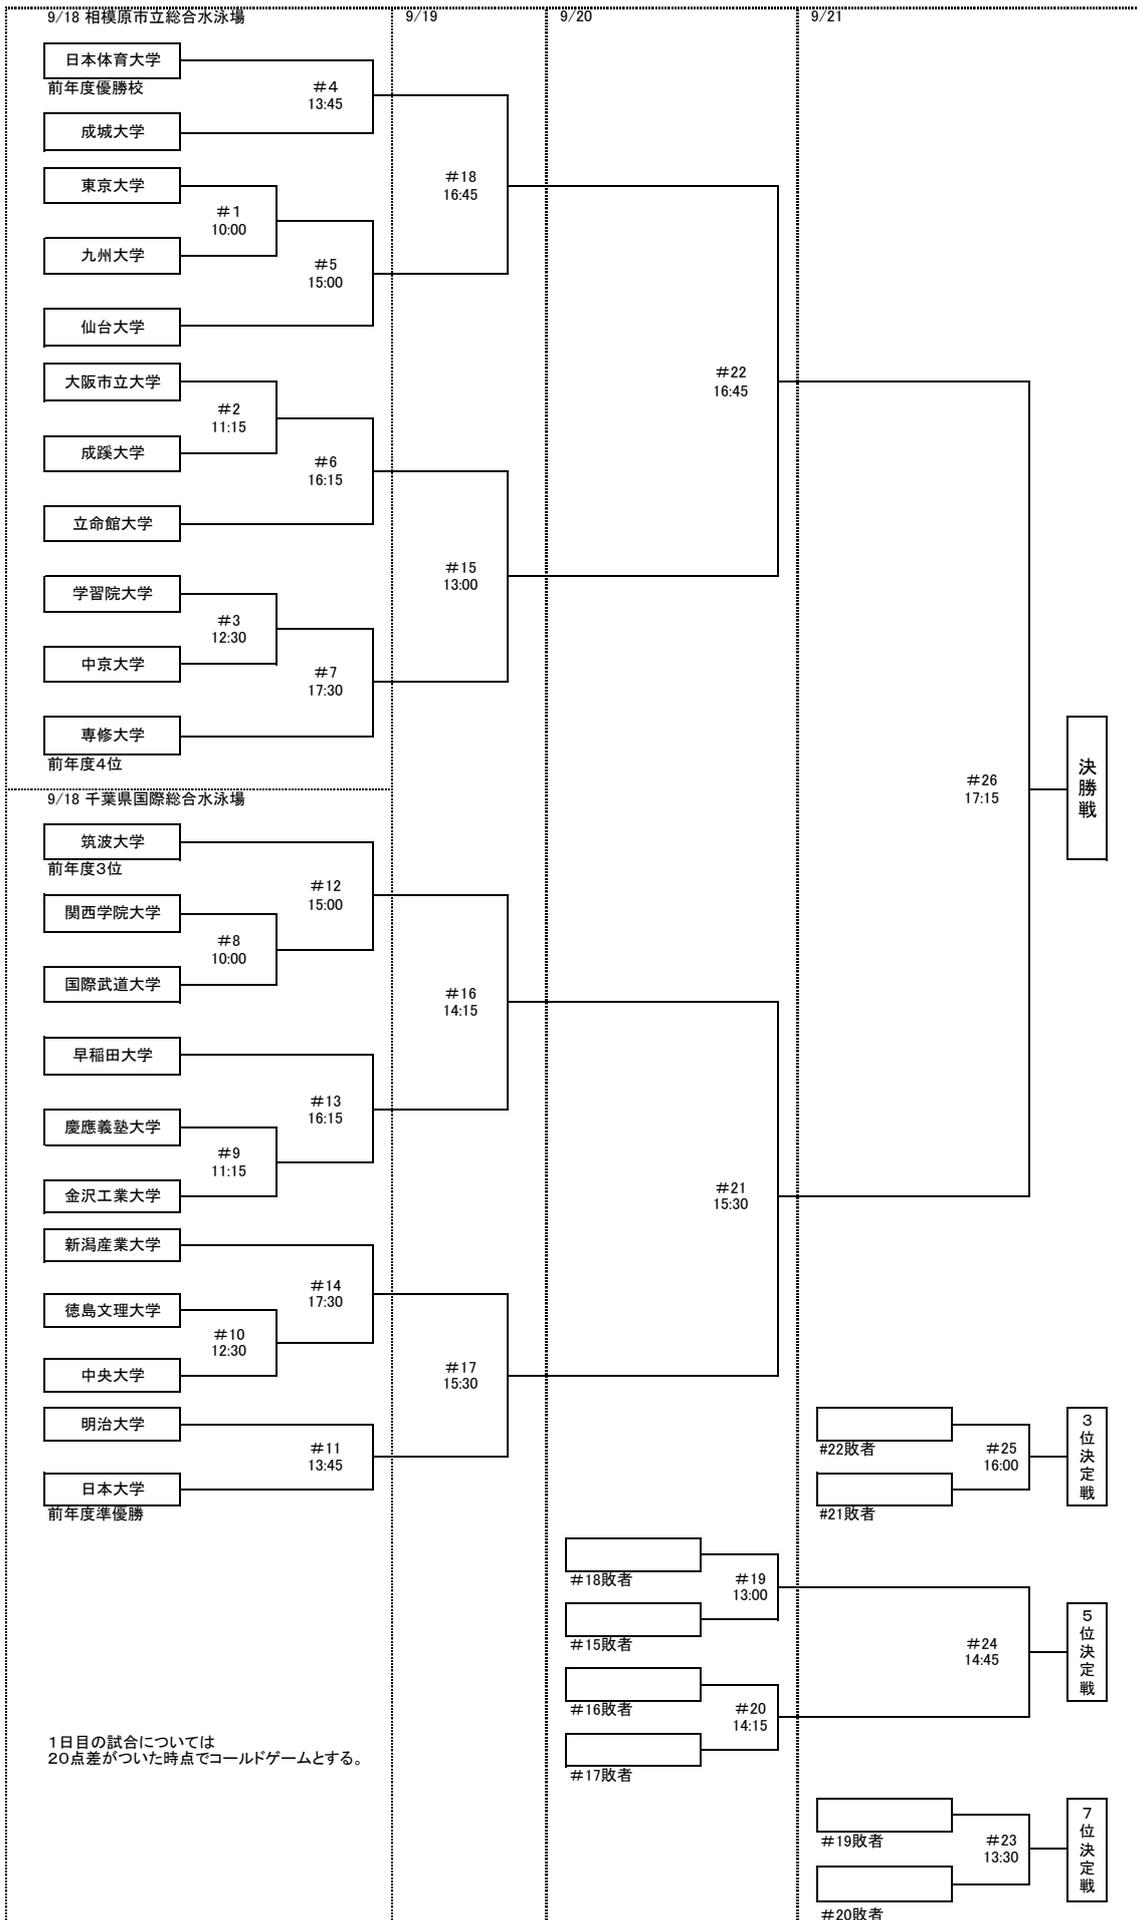 9/18 相模原市立総合水泳場
9/19
9/20
9/21
日本体育大学
前年度優勝校
#4
13:45
成城大学
東京大学
#1
10:00
九州大学
#5
15:00
仙台大学
#18
16:45
大阪市立大学
#2
11:15
成蹊大学
#6
16:15
立命館大学
学習院大学
#3
12:30
中京大学
#7
17:30
専修大学
前年度4位
#15
13:00
#22
16:45
9/18 千葉県国際総合水泳場
筑波大学
前年度3位
#12
15:00
関西学院大学
#8
10:00
国際武道大学
#16
14:15
早稲田大学
#13
16:15
慶應義塾大学
#9
11:15
金沢工業大学
新潟産業大学
#14
17:30
徳島文理大学
#10
12:30
中央大学
#17
15:30
明治大学
#11
13:45
日本大学
前年度準優勝
#21
15:30
#26
17:15
決勝戦
#22敗者
#25
16:00
#21敗者
3位決定戦
#18敗者
#19
13:00
#15敗者
#16敗者
#20
14:15
#17敗者
#24
14:45
5位決定戦
1日目の試合については
20点差がついた時点でコールドゲームとする。
#19敗者
#23
13:30
#20敗者
7位決定戦